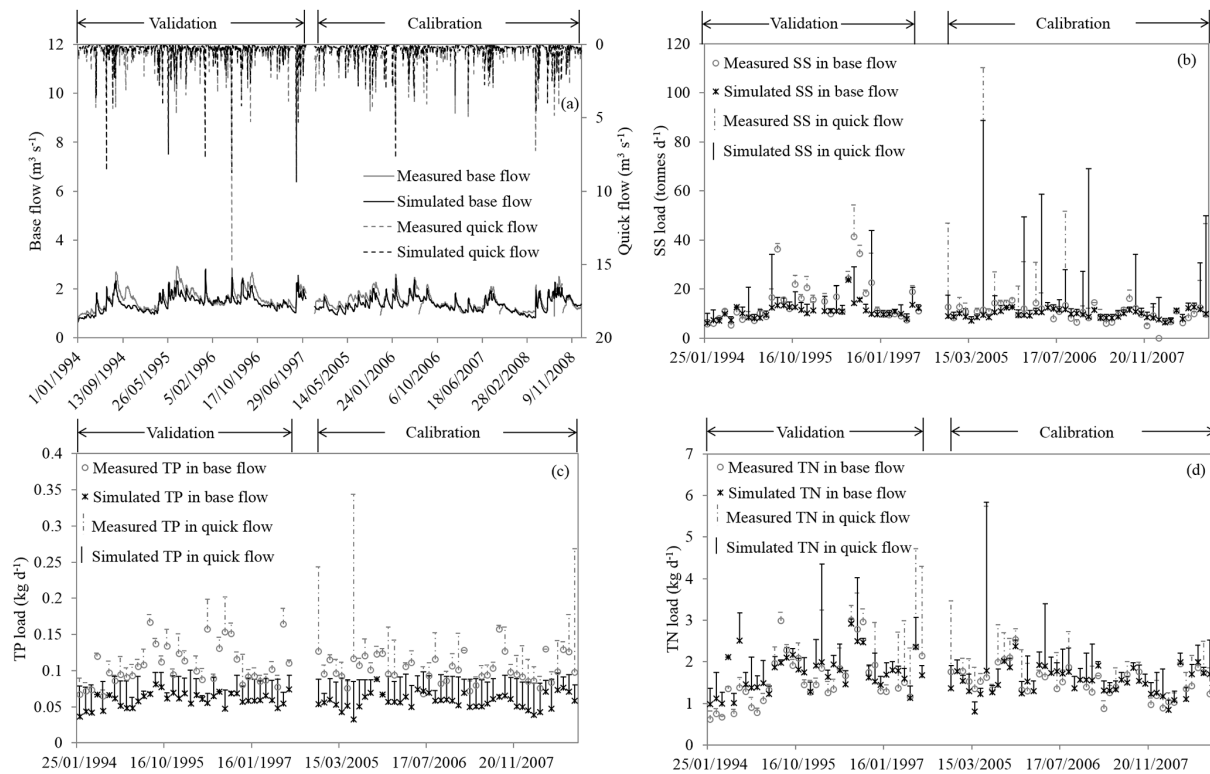 Validation
Calibration
12
10
8
6
4
2
0
0
5
10
15
20
(a)
Base flow (m³ s⁻¹)
Quick flow (m³ s⁻¹)
Measured base flow
Simulated base flow
Measured quick flow
Simulated quick flow
1/01/1994
13/09/1994
26/05/1995
5/02/1996
17/10/1996
29/06/1997
14/05/2005
24/01/2006
6/10/2006
18/06/2007
28/02/2008
9/11/2008
Validation
Calibration
120
100
80
60
40
20
0
(b)
SS load (tonnes d⁻¹)
Measured SS in base flow
Simulated SS in base flow
Measured SS in quick flow
Simulated SS in quick flow
25/01/1994
16/10/1995
16/01/1997
15/03/2005
17/07/2006
20/11/2007
Validation
Calibration
0.4
0.35
0.3
0.25
0.2
0.15
0.1
0.05
0
(c)
TP load (kg d⁻¹)
Measured TP in base flow
Simulated TP in base flow
Measured TP in quick flow
Simulated TP in quick flow
25/01/1994
16/10/1995
16/01/1997
15/03/2005
17/07/2006
20/11/2007
Validation
Calibration
7
6
5
4
3
2
1
0
(d)
TN load (kg d⁻¹)
Measured TN in base flow
Simulated TN in base flow
Measured TN in quick flow
Simulated TN in quick flow
25/01/1994
16/10/1995
16/01/1997
15/03/2005
17/07/2006
20/11/2007